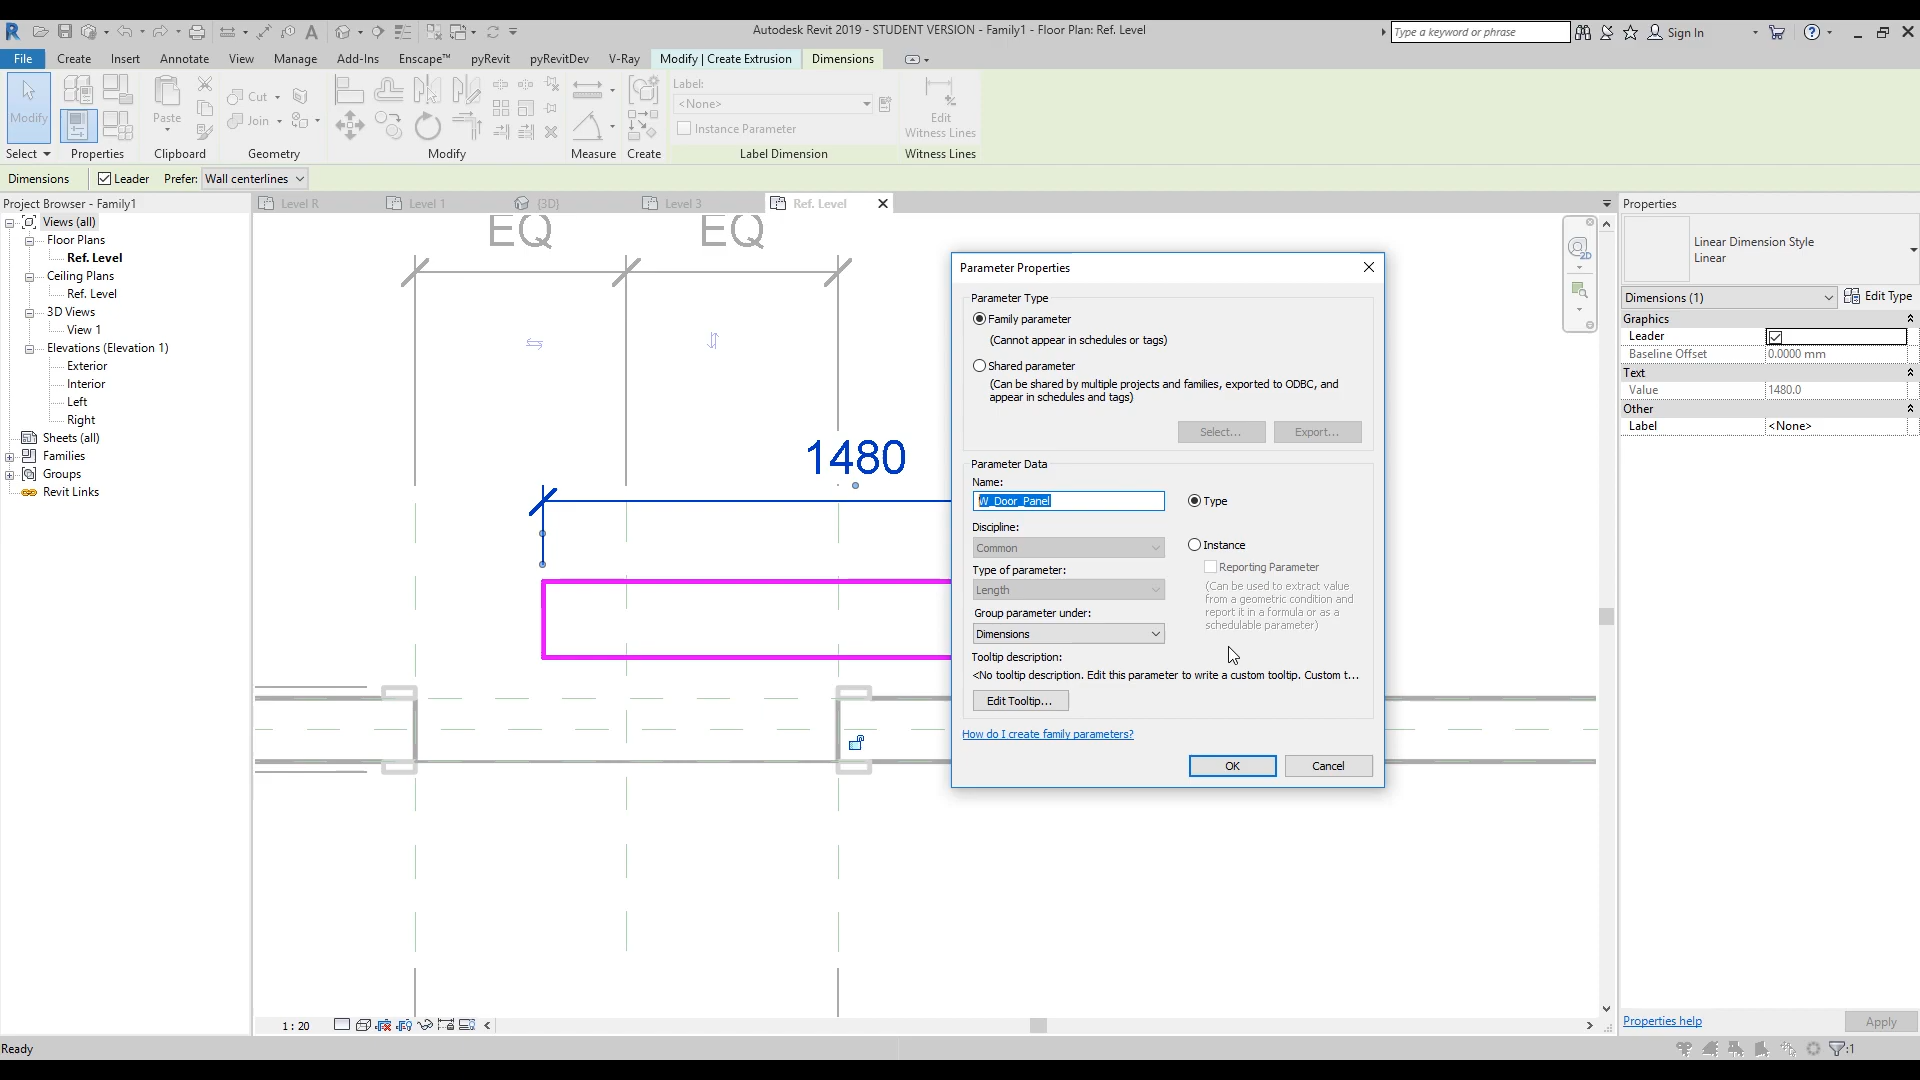 Autodesk Revit 2019 - STUDENT VERSION - Family1 - Floor Plan: Ref. Level
Type a keyword or phrase
Sign In
File Create Insert Annotate View Manage Add-Ins Enscape™ pyRevit pyRevitDev V-Ray Modify | Create Extrusion Dimensions
Modify
Paste
Cut
Join
Label:
<None>
Instance Parameter
Edit
Witness Lines
Select Properties Clipboard Geometry Modify Measure Create Label Dimension Witness Lines
Dimensions Leader Prefer: Wall centerlines
Project Browser - Family1
Views (all)
Floor Plans
Ref. Level
Ceiling Plans
Ref. Level
3D Views
View 1
Elevations (Elevation 1)
Exterior
Interior
Left
Right
Sheets (all)
Families
Groups
Revit Links
Level R Level 1 {3D} Level 3 Ref. Level
EQ EQ
1480
Parameter Properties
Parameter Type
Family parameter
(Cannot appear in schedules or tags)
Shared parameter
(Can be shared by multiple projects and families, exported to ODBC, and
appear in schedules and tags)
Select... Export...
Parameter Data
Name:
W_Door_Panel
Type
Discipline:
Common
Instance
Type of parameter:
Reporting Parameter
Length
(Can be used to extract value
from a geometric condition and
report it in a formula or as a
schedulable parameter)
Group parameter under:
Dimensions
Tooltip description:
<No tooltip description. Edit this parameter to write a custom tooltip. Custom t...
Edit Tooltip...
How do I create family parameters?
OK Cancel
Properties
Linear Dimension Style
Linear
Dimensions (1) Edit Type
Graphics
Leader
Baseline Offset 0.0000 mm
Text
Value 1480.0
Other
Label <None>
Properties help Apply
1 : 20
Ready
:1